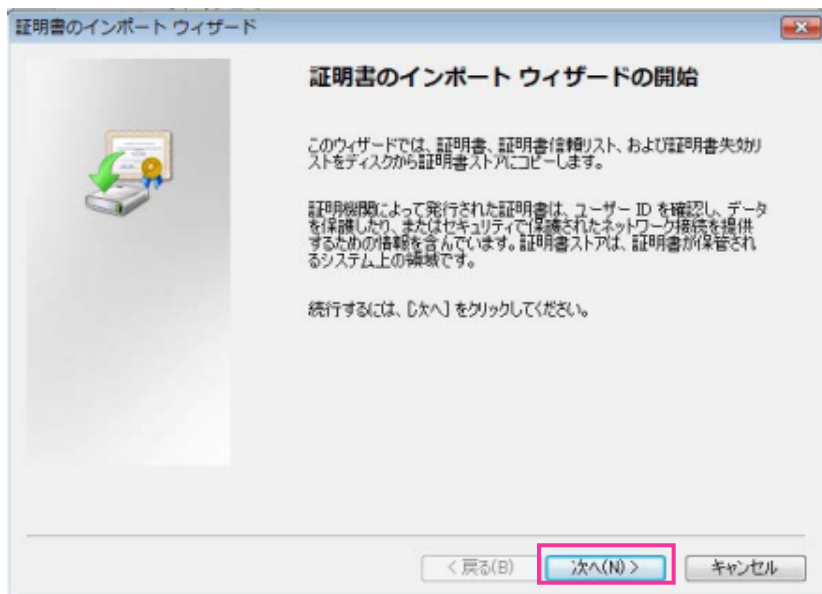 証明書のインポート ウィザード
証明書のインポート ウィザードの開始
このウィザードでは、証明書、証明書信頼リスト、および証明書失効リ
ストをディスクから証明書ストアにコピーします。
証明機関によって発行された証明書は、ユーザー ID を確認し、データ
を保護したり、またはセキュリティで保護されたネットワーク接続を提供
するための情報を含んでいます。証明書ストアは、証明書が保管され
るシステム上の領域です。
続行するには、[次へ] をクリックしてください。
< 戻る(B)
次へ(N) >
キャンセル